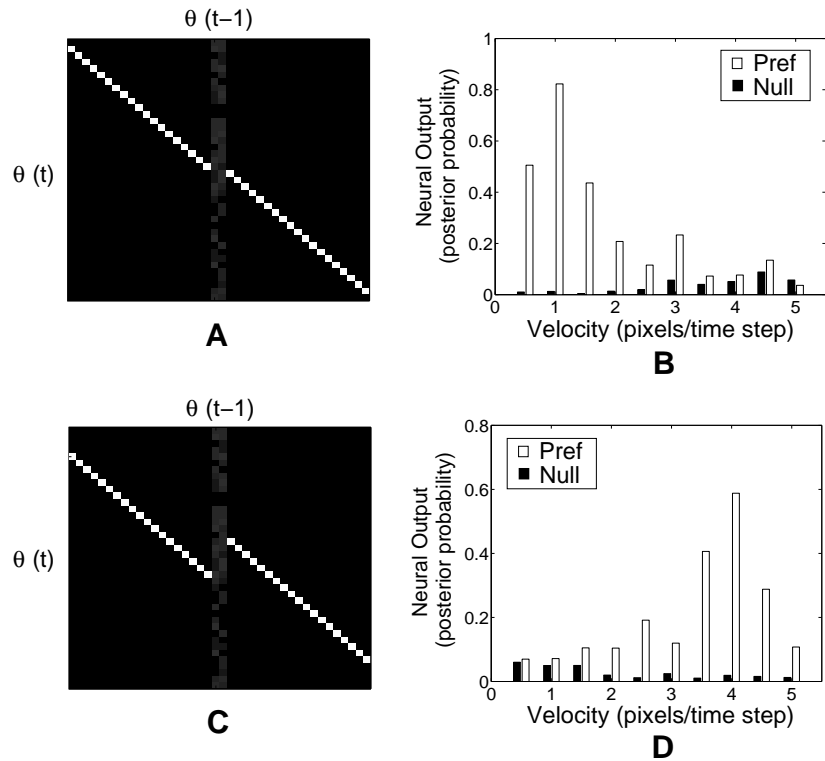 θ (t−1)
θ (t)
A
1
0.8
0.6
0.4
0.2
0
0 1 2 3 4 5
Neural Output
(posterior probability)
Pref
Null
Velocity (pixels/time step)
B
θ (t−1)
θ (t)
C
0.8
0.6
0.4
0.2
0
0 1 2 3 4 5
Neural Output
(posterior probability)
Pref
Null
Velocity (pixels/time step)
D